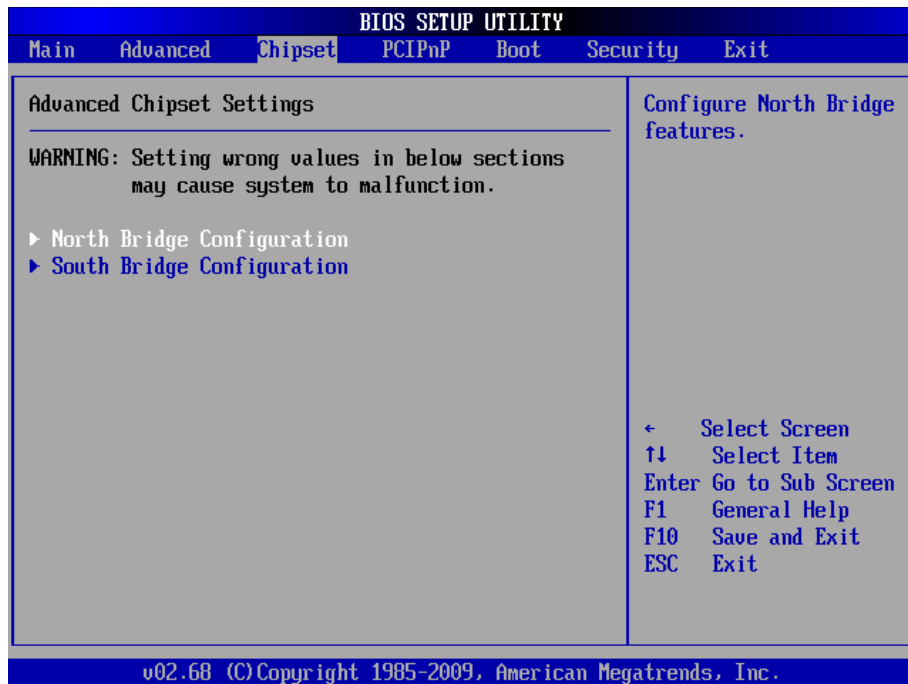 BIOS SETUP UTILITY
Main Advanced Chipset PCIPnP Boot Security Exit
Advanced Chipset Settings
WARNING: Setting wrong values in below sections
may cause system to malfunction.
▶ North Bridge Configuration
▶ South Bridge Configuration
Configure North Bridge
features.
← Select Screen
↑↓ Select Item
Enter Go to Sub Screen
F1 General Help
F10 Save and Exit
ESC Exit
v02.68 (C)Copyright 1985-2009, American Megatrends, Inc.